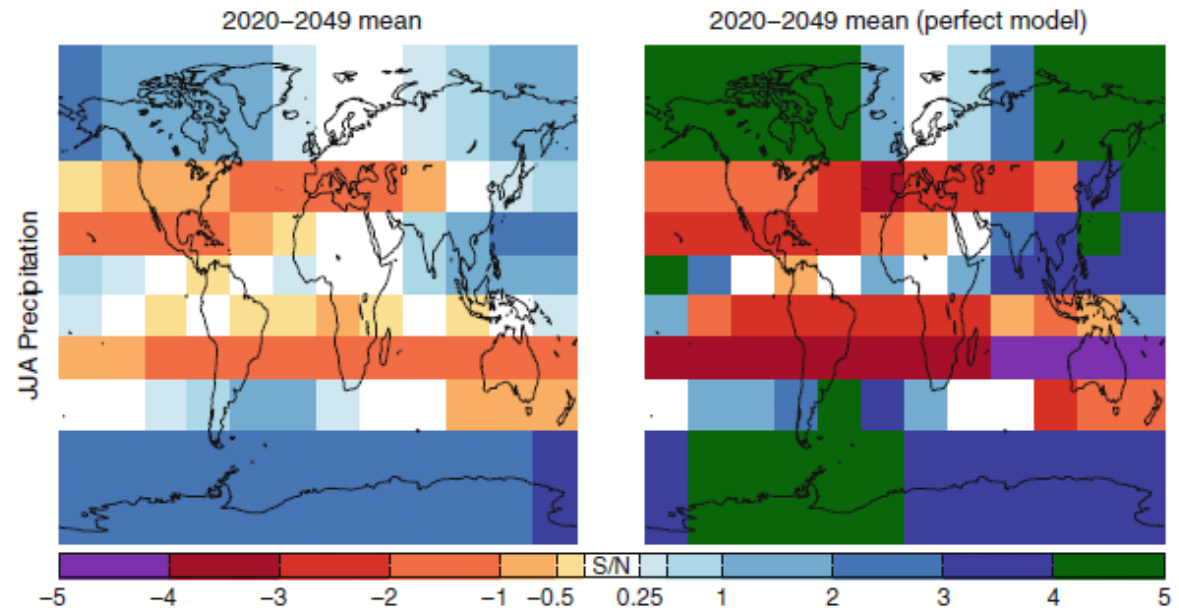 2020–2049 mean
2020–2049 mean (perfect model)
JJA Precipitation
S/N
−5 −4 −3 −2 −1 −0.5 0.25 1 2 3 4 5